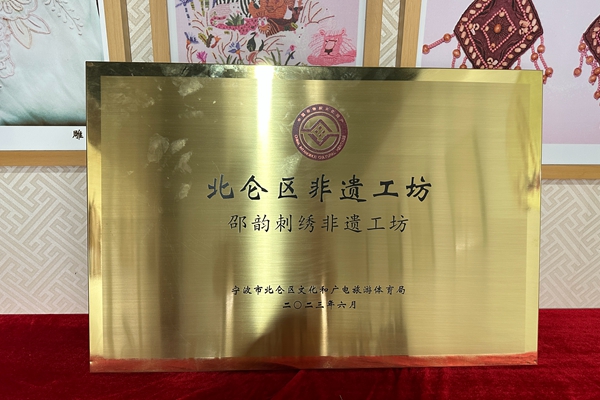 雕
北仑区非遗工坊
邵韵刺绣非遗工坊
宁波市北仑区文化和广电旅游体育局
二〇二三年六月